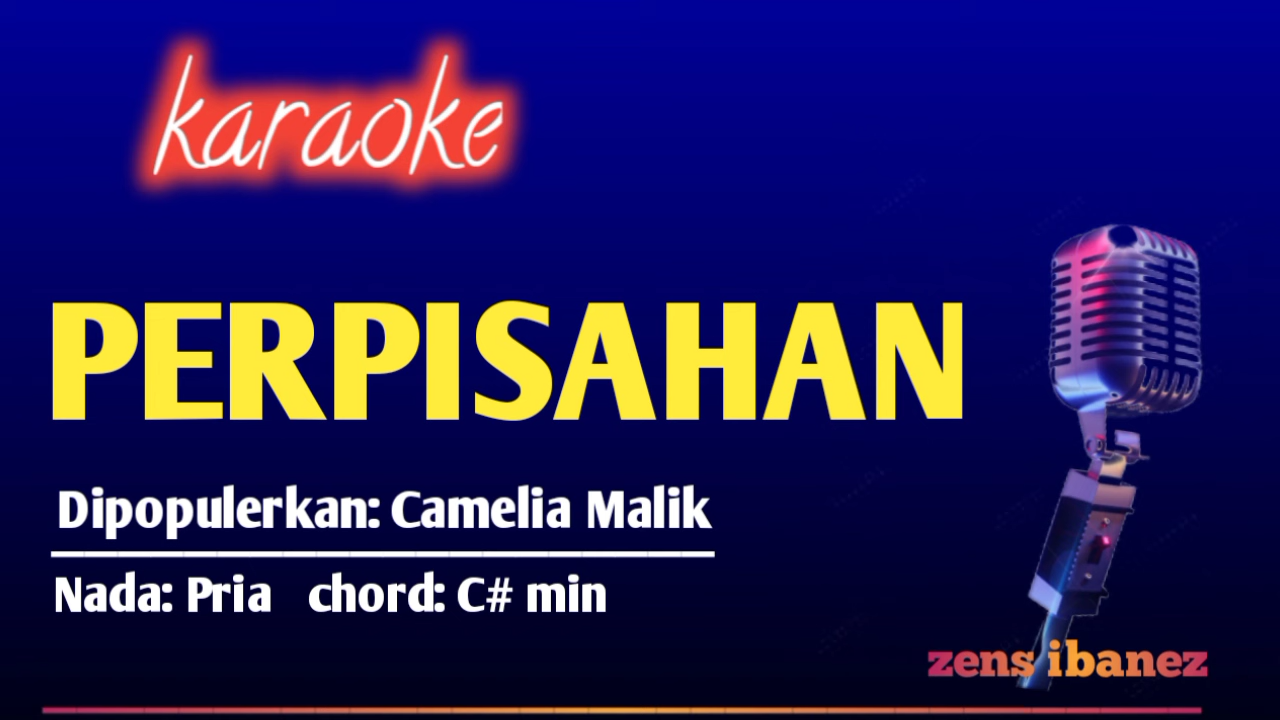 karaoke
PERPISAHAN
Dipopulerkan: Camelia Malik
Nada: Pria chord: C# min
zens ibanez